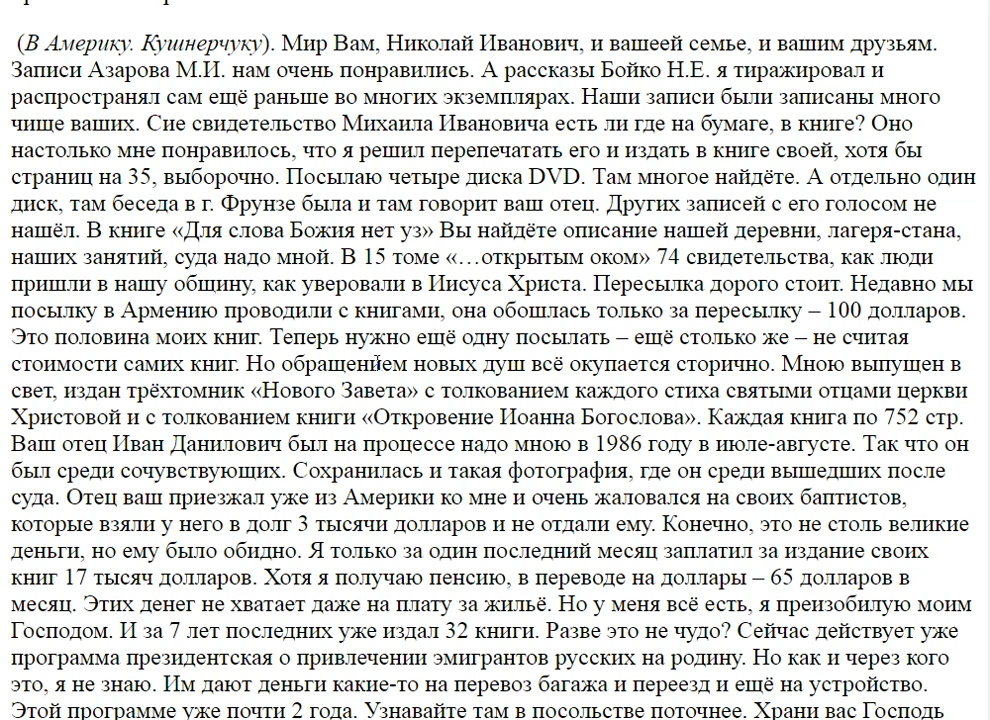 (В Америку. Кушнерчуку). Мир Вам, Николай Иванович, и вашеей семье, и вашим друзьям.
Записи Азарова М.И. нам очень понравились. А рассказы Бойко Н.Е. я тиражировал и
распространял сам ещё раньше во многих экземплярах. Наши записи были записаны много
чище ваших. Сие свидетельство Михаила Ивановича есть ли где на бумаге, в книге? Оно
настолько мне понравилось, что я решил перепечатать его и издать в книге своей, хотя бы
страниц на 35, выборочно. Посылаю четыре диска DVD. Там многое найдёте. А отдельно один
диск, там беседа в г. Фрунзе была и там говорит ваш отец. Других записей с его голосом не
нашёл. В книге «Для слова Божия нет уз» Вы найдёте описание нашей деревни, лагеря-стана,
наших занятий, суда надо мной. В 15 томе «…открытым оком» 74 свидетельства, как люди
пришли в нашу общину, как уверовали в Иисуса Христа. Пересылка дорого стоит. Недавно мы
посылку в Армению проводили с книгами, она обошлась только за пересылку – 100 долларов.
Это половина моих книг. Теперь нужно ещё одну посылать – ещё столько же – не считая
стоимости самих книг. Но обращением новых душ всё окупается сторично. Мною выпущен в
свет, издан трёхтомник «Нового Завета» с толкованием каждого стиха святыми отцами церкви
Христовой и с толкованием книги «Откровение Иоанна Богослова». Каждая книга по 752 стр.
Ваш отец Иван Данилович был на процессе надо мною в 1986 году в июле-августе. Так что он
был среди сочувствующих. Сохранилась и такая фотография, где он среди вышедших после
суда. Отец ваш приезжал уже из Америки ко мне и очень жаловался на своих баптистов,
которые взяли у него в долг 3 тысячи долларов и не отдали ему. Конечно, это не столь великие
деньги, но ему было обидно. Я только за один последний месяц заплатил за издание своих
книг 17 тысяч долларов. Хотя я получаю пенсию, в переводе на доллары – 65 долларов в
месяц. Этих денег не хватает даже на плату за жильё. Но у меня всё есть, я преизобилую моим
Господом. И за 7 лет последних уже издал 32 книги. Разве это не чудо? Сейчас действует уже
программа президентская о привлечении эмигрантов русских на родину. Но как и через кого
это, я не знаю. Им дают деньги какие-то на перевоз багажа и переезд и ещё на устройство.
Этой программе уже почти 2 года. Узнавайте там в посольстве поточнее. Храни вас Господь